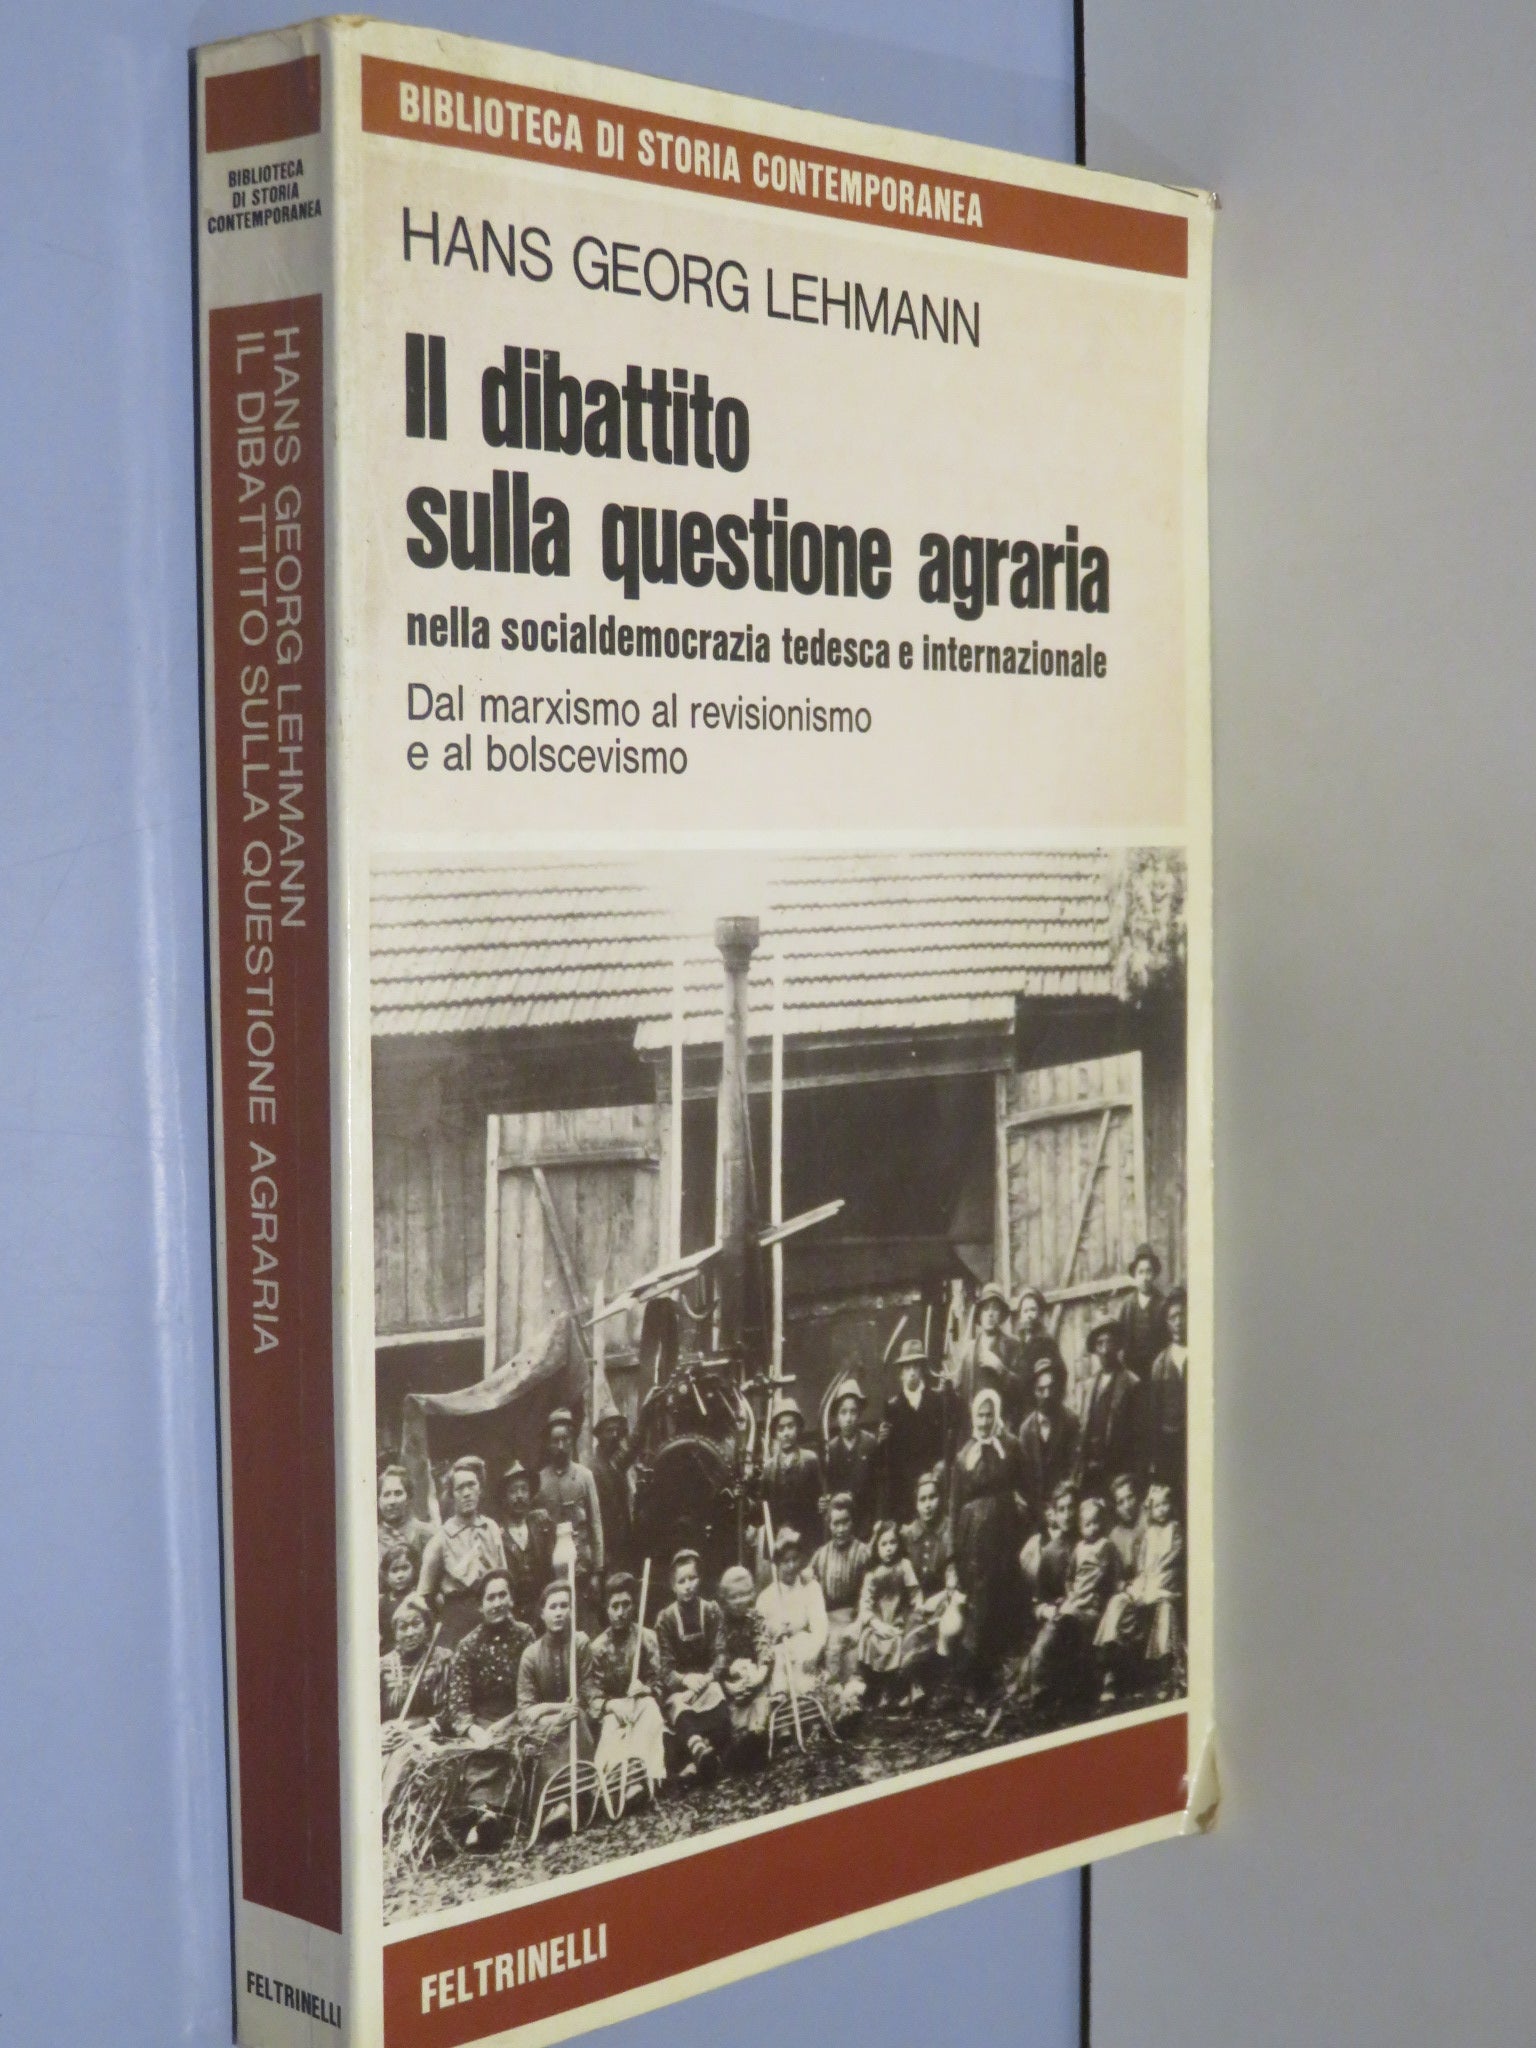 BIBLIOTECA
DI STORIA
CONTEMPORANEA
HANS GEORG LEHMANN
IL DIBATTITO SULLA QUESTIONE AGRARIA
FELTRINELLI
BIBLIOTECA DI STORIA CONTEMPORANEA
HANS GEORG LEHMANN
Il dibattito
sulla questione agraria
nella socialdemocrazia tedesca e internazionale
Dal marxismo al revisionismo
e al bolscevismo
FELTRINELLI